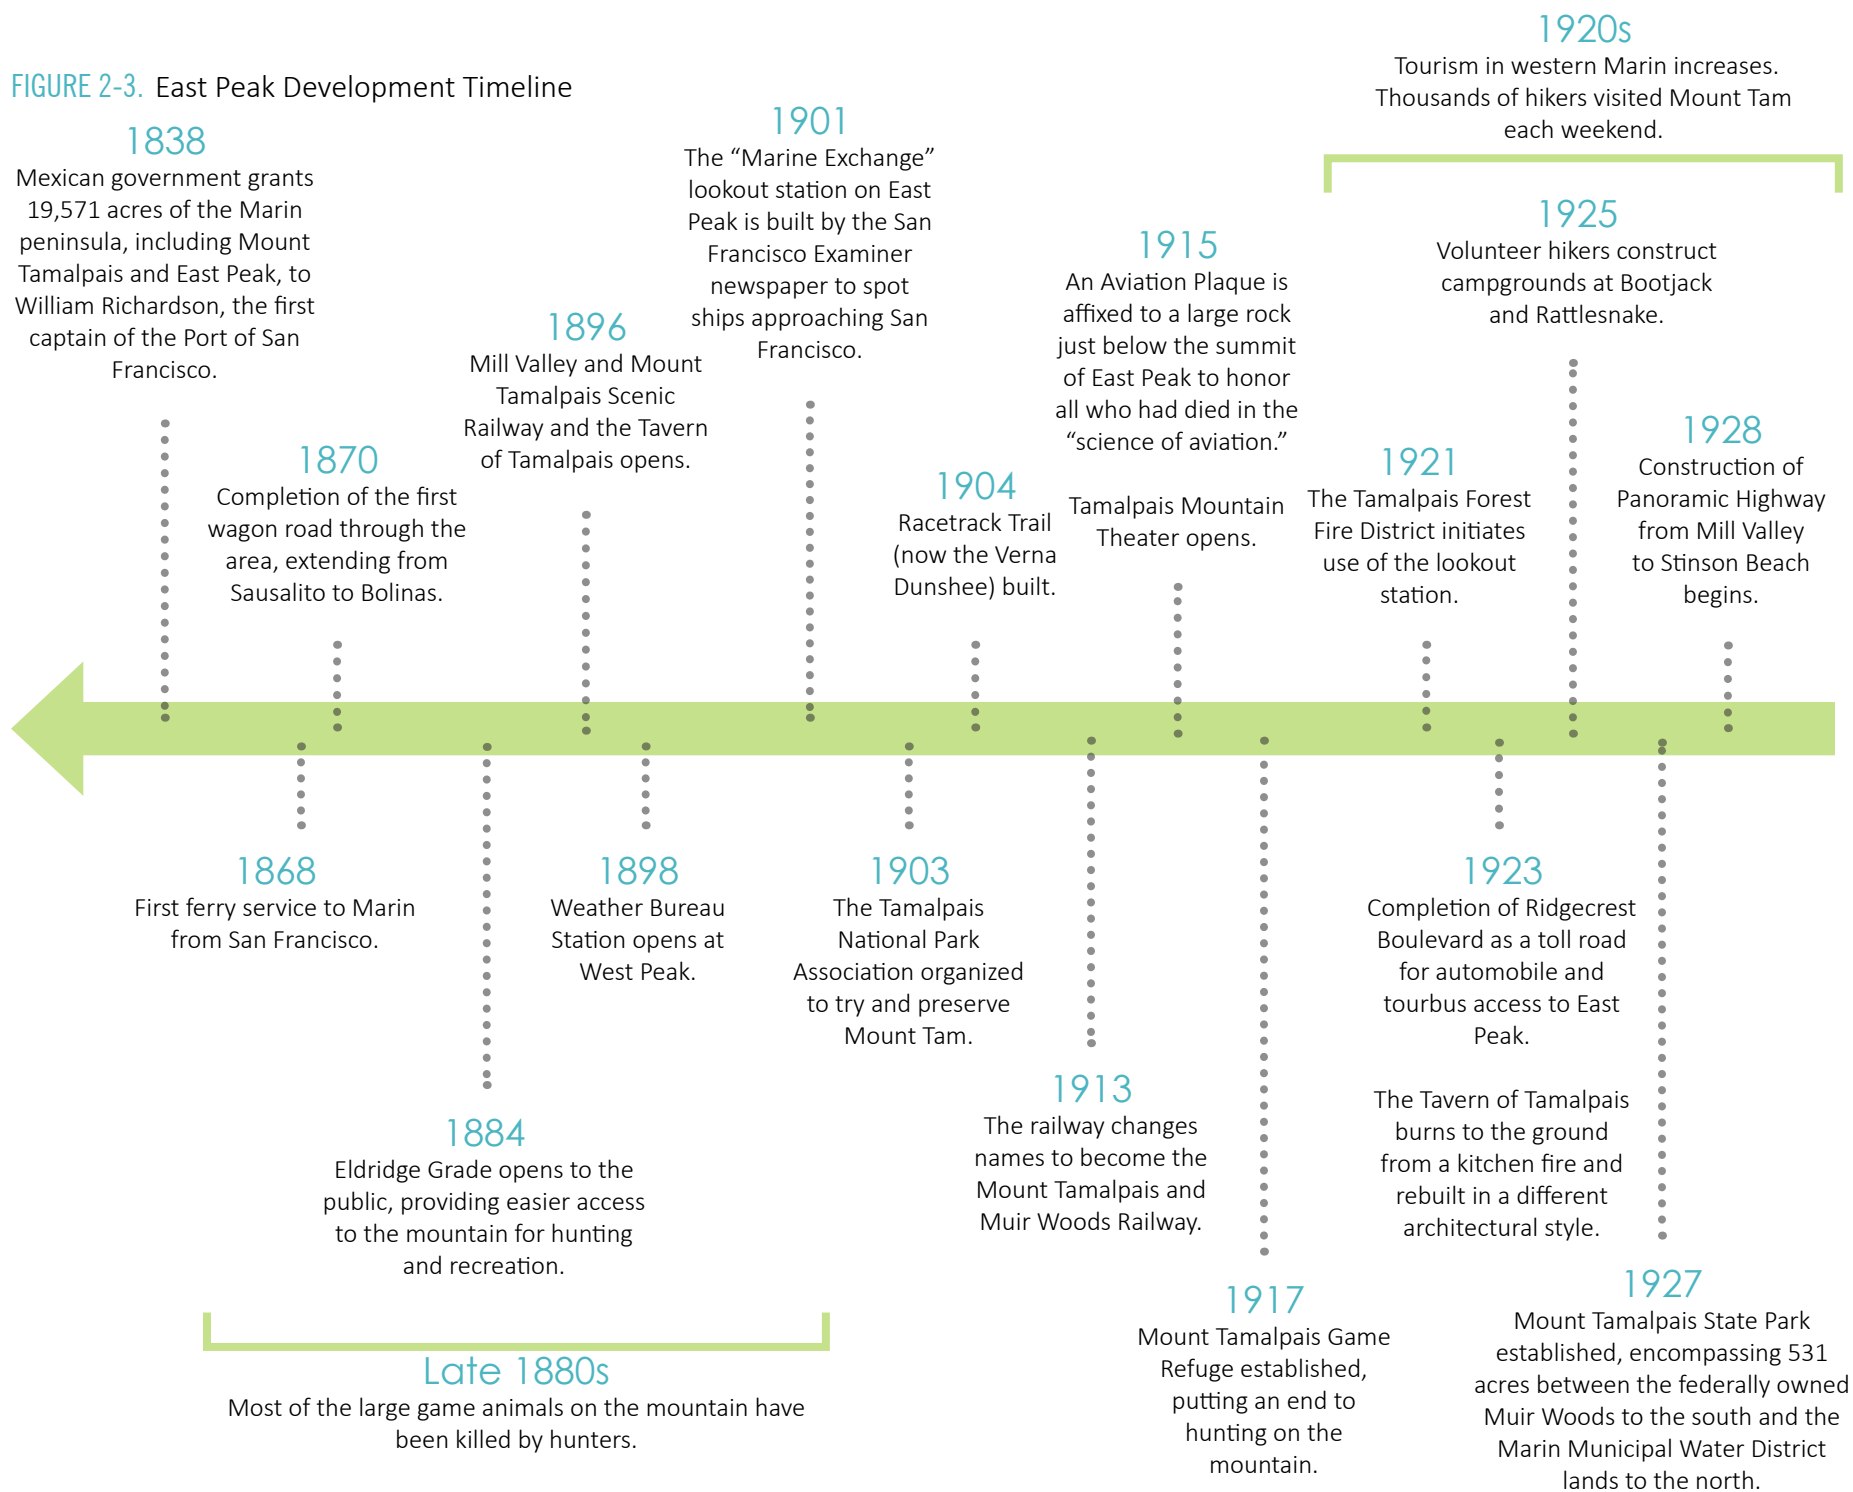 FIGURE 2-3. East Peak Development Timeline
1838
Mexican government grants
19,571 acres of the Marin
peninsula, including Mount
Tamalpais and East Peak, to
William Richardson, the first
captain of the Port of San
Francisco.
1870
Completion of the first
wagon road through the
area, extending from
Sausalito to Bolinas.
1896
Mill Valley and Mount
Tamalpais Scenic
Railway and the Tavern
of Tamalpais opens.
1901
The “Marine Exchange”
lookout station on East
Peak is built by the San
Francisco Examiner
newspaper to spot
ships approaching San
Francisco.
1904
Racetrack Trail
(now the Verna
Dunshee) built.
1915
An Aviation Plaque is
affixed to a large rock
just below the summit
of East Peak to honor
all who had died in the
“science of aviation.”
Tamalpais Mountain
Theater opens.
1920s
Tourism in western Marin increases.
Thousands of hikers visited Mount Tam
each weekend.
1921
The Tamalpais Forest
Fire District initiates
use of the lookout
station.
1925
Volunteer hikers construct
campgrounds at Bootjack
and Rattlesnake.
1928
Construction of
Panoramic Highway
from Mill Valley
to Stinson Beach
begins.
1868
First ferry service to Marin
from San Francisco.
1884
Eldridge Grade opens to the
public, providing easier access
to the mountain for hunting
and recreation.
Late 1880s
Most of the large game animals on the mountain have
been killed by hunters.
1898
Weather Bureau
Station opens at
West Peak.
1903
The Tamalpais
National Park
Association organized
to try and preserve
Mount Tam.
1913
The railway changes
names to become the
Mount Tamalpais and
Muir Woods Railway.
1917
Mount Tamalpais Game
Refuge established,
putting an end to
hunting on the
mountain.
1923
Completion of Ridgecrest
Boulevard as a toll road
for automobile and
tourbus access to East
Peak.
The Tavern of Tamalpais
burns to the ground
from a kitchen fire and
rebuilt in a different
architectural style.
1927
Mount Tamalpais State Park
established, encompassing 531
acres between the federally owned
Muir Woods to the south and the
Marin Municipal Water District
lands to the north.